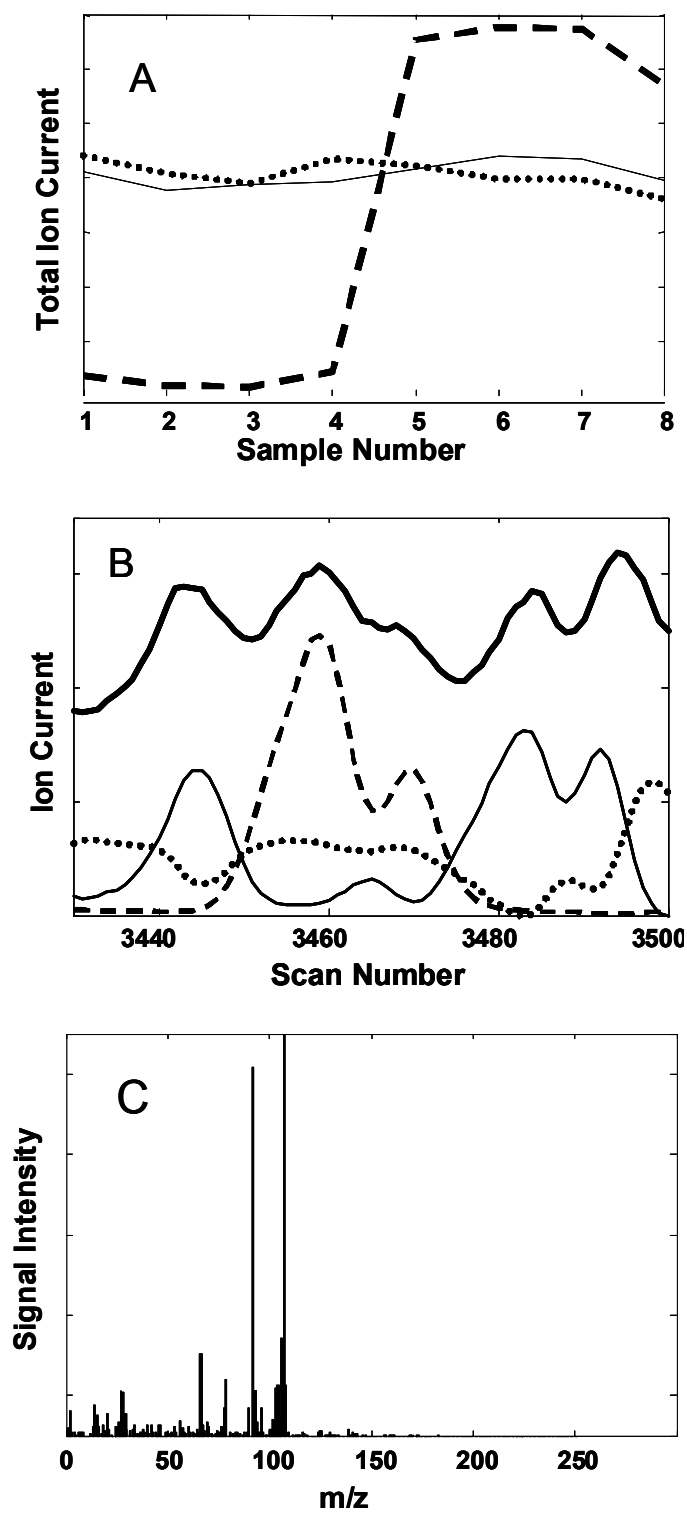 A
Total Ion Current
1 2 3 4 5 6 7 8
Sample Number
B
Ion Current
3440 3460 3480 3500
Scan Number
C
Signal Intensity
0 50 100 150 200 250
m/z